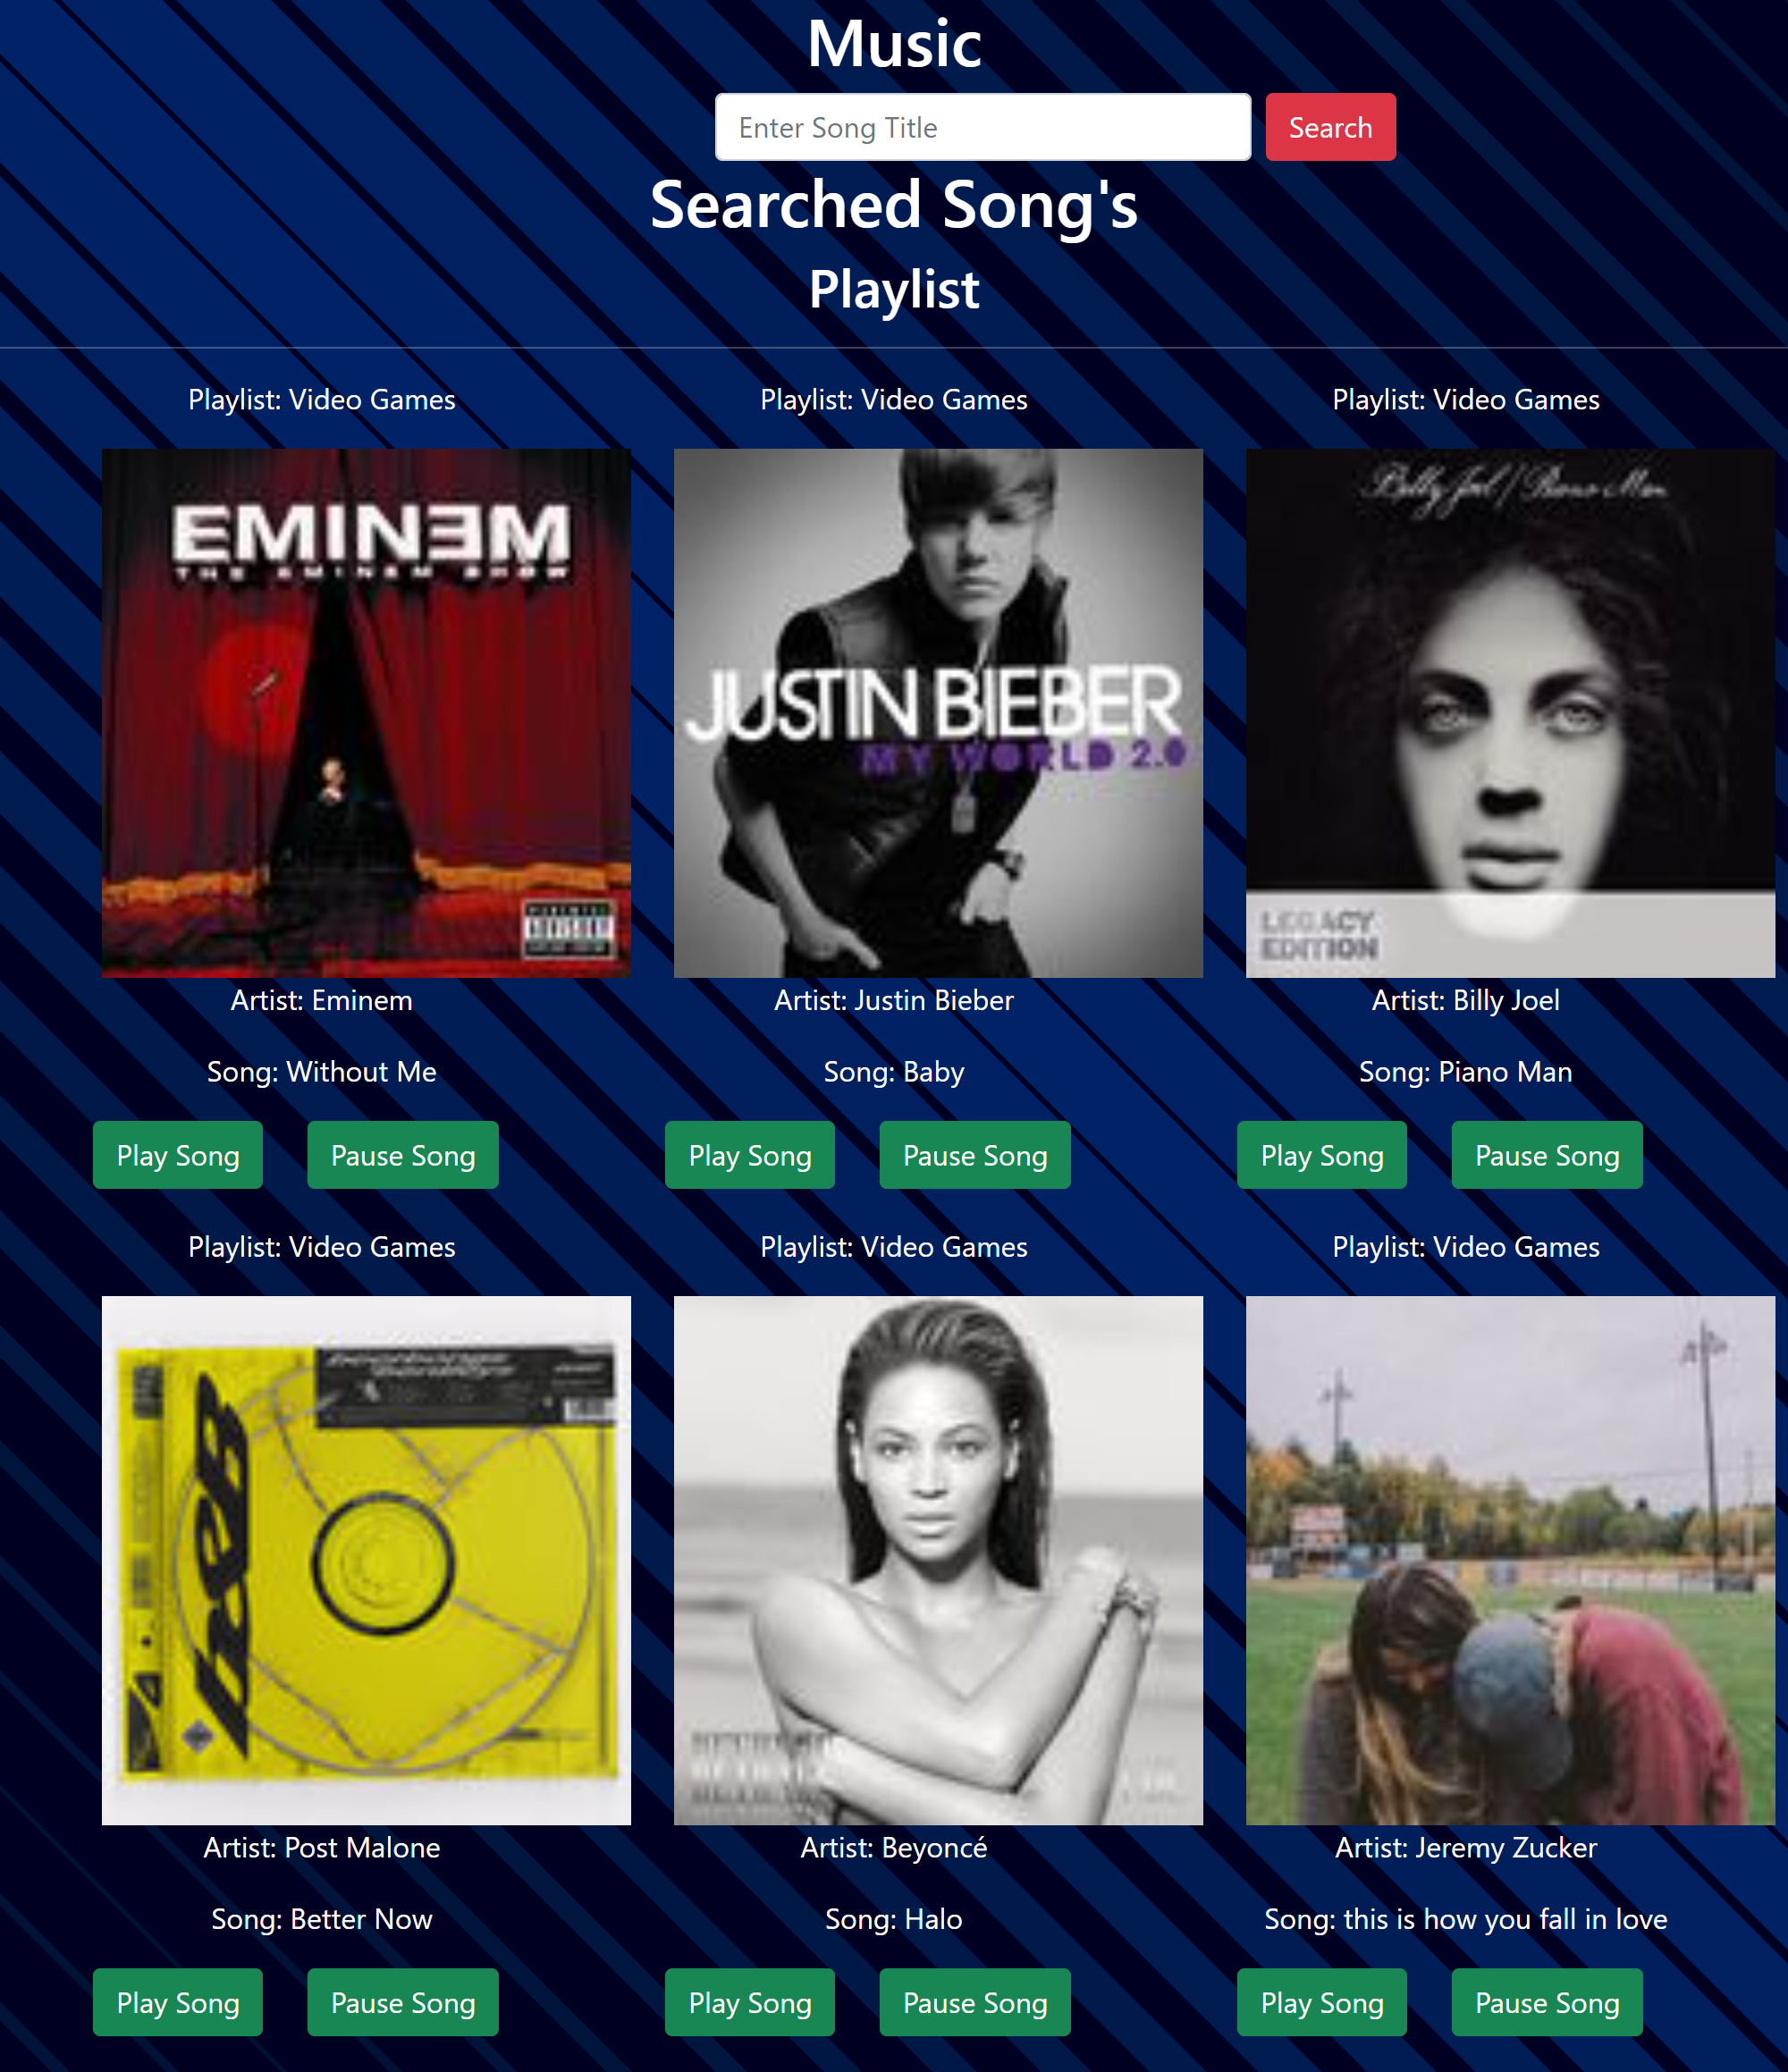 Music
Enter Song Title Search
Searched Song's
Playlist
Playlist: Video Games Playlist: Video Games Playlist: Video Games
EMINEM
THE EMINEM SHOW
JUSTIN BIEBER
MY WORLD 2.0
Billy Joel / Piano Man
LEGACY
EDITION
Artist: Eminem Artist: Justin Bieber Artist: Billy Joel
Song: Without Me Song: Baby Song: Piano Man
Play Song Pause Song Play Song Pause Song Play Song Pause Song
Playlist: Video Games Playlist: Video Games Playlist: Video Games
Artist: Post Malone Artist: Beyoncé Artist: Jeremy Zucker
Song: Better Now Song: Halo Song: this is how you fall in love
Play Song Pause Song Play Song Pause Song Play Song Pause Song